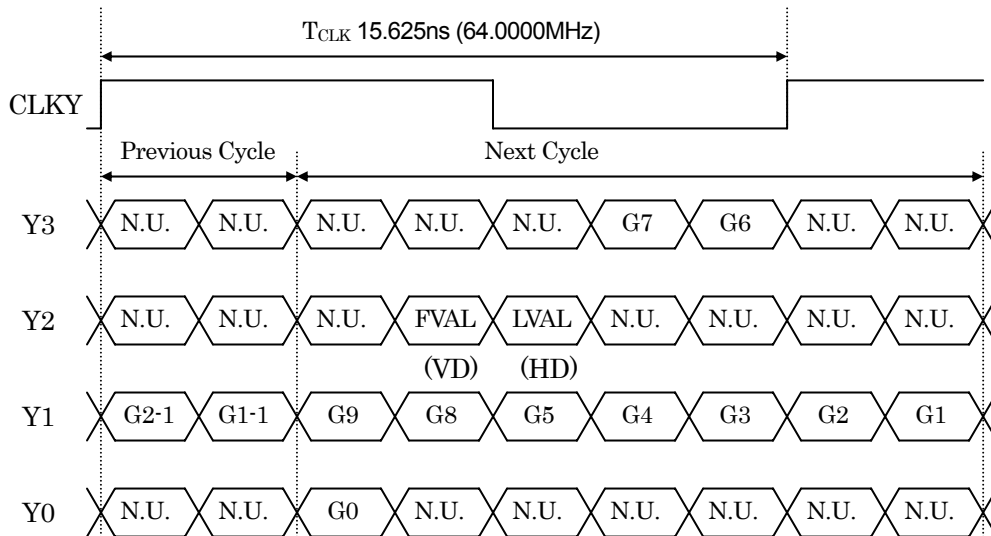 TCLK 15.625ns (64.0000MHz)
CLKY
Previous Cycle Next Cycle
Y3 N.U. N.U. N.U. N.U. N.U. G7 G6 N.U. N.U.
Y2 N.U. N.U. N.U. FVAL LVAL N.U. N.U. N.U. N.U.
(VD) (HD)
Y1 G2-1 G1-1 G9 G8 G5 G4 G3 G2 G1
Y0 N.U. N.U. G0 N.U. N.U. N.U. N.U. N.U. N.U.